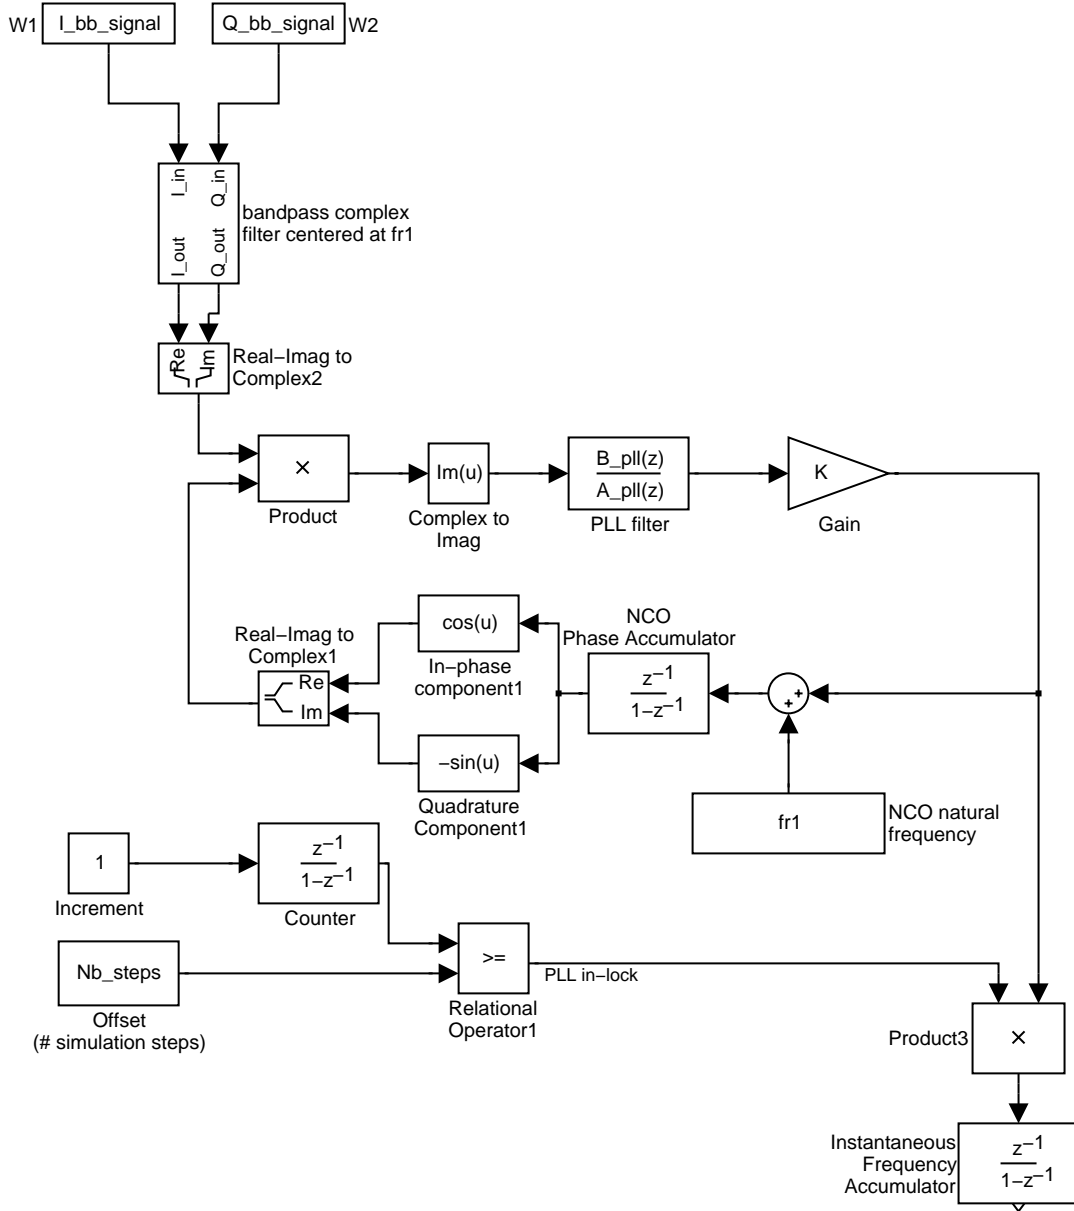 W1
I_bb_signal
Q_bb_signal
W2
I_in
Q_in
I_out
Q_out
bandpass complex
filter centered at fr1
Re
Im
Real−Imag to
Complex2
×
Product
Im(u)
Complex to
Imag
B_pll(z)
A_pll(z)
PLL filter
K
Gain
Real−Imag to
Complex1
Re
Im
cos(u)
In−phase
component1
−sin(u)
Quadrature
Component1
NCO
Phase Accumulator
z−1
1−z−1
+
+
fr1
NCO natural
frequency
1
Increment
z−1
1−z−1
Counter
Nb_steps
Offset
(# simulation steps)
>=
Relational
Operator1
PLL in−lock
Product3
×
Instantaneous
Frequency
Accumulator
z−1
1−z−1